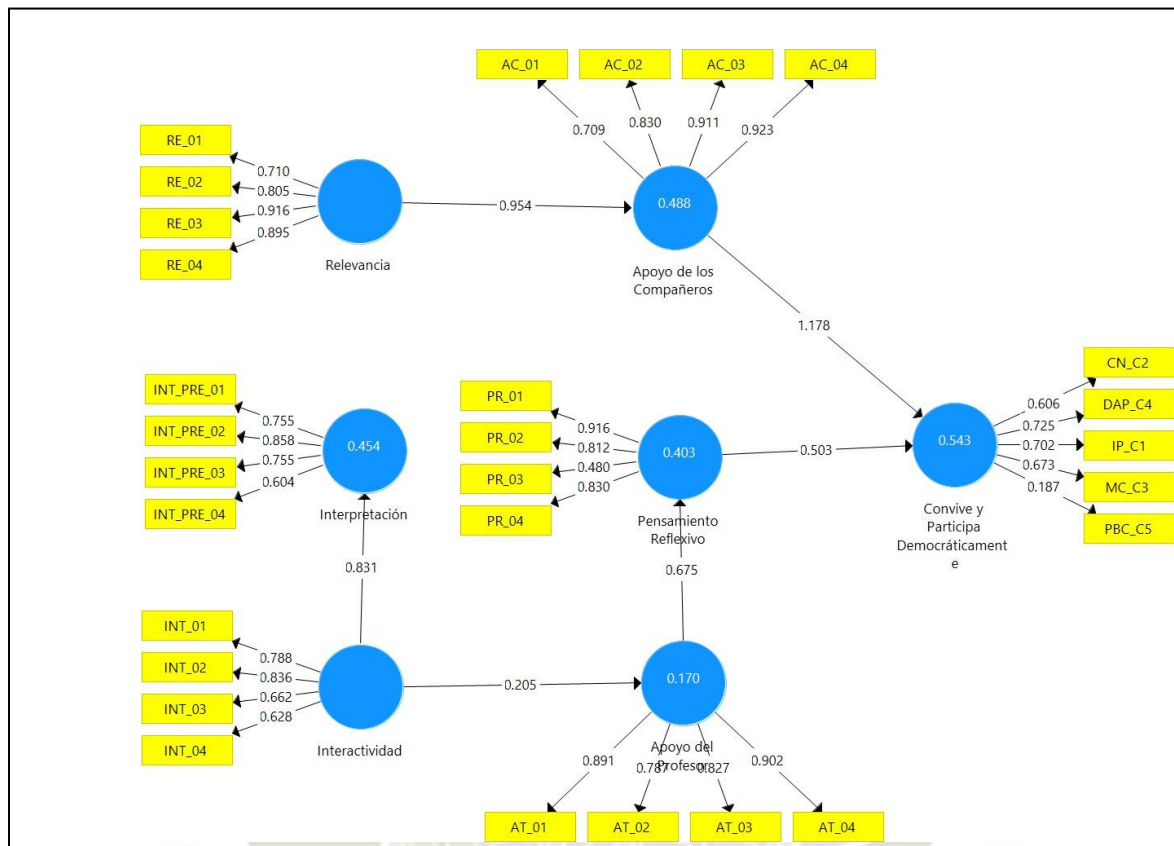 AC_01 AC_02 AC_03 AC_04
0.709 0.830 0.911 0.923
RE_01
RE_02
RE_03
RE_04
0.710
0.805
0.916
0.895
Relevancia
0.954
0.488
Apoyo de los
Compañeros
1.178
INT_PRE_01
INT_PRE_02
INT_PRE_03
INT_PRE_04
0.755
0.858
0.755
0.604
0.454
Interpretación
PR_01
PR_02
PR_03
PR_04
0.916
0.812
0.480
0.830
0.403
Pensamiento
Reflexivo
0.503
0.543
Convive y
Participa
Democráticament
e
0.606
0.725
0.702
0.673
0.187
CN_C2
DAP_C4
IP_C1
MC_C3
PBC_C5
0.831
0.675
INT_01
INT_02
INT_03
INT_04
0.788
0.836
0.662
0.628
Interactividad
0.205
0.170
Apoyo del
Profesor
0.891 0.787 0.827 0.902
AT_01 AT_02 AT_03 AT_04